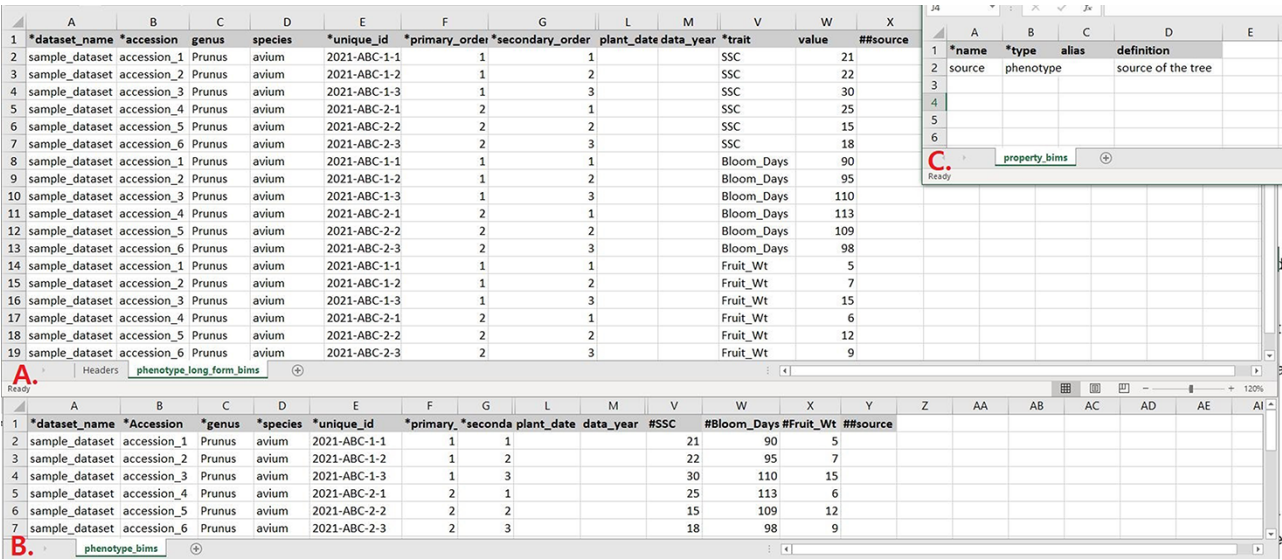 A B C D E F G L M V W X
1 *dataset_name *accession genus species *unique_id *primary_order *secondary_order plant_date data_year *trait value ##source
2 sample_dataset accession_1 Prunus avium 2021-ABC-1-1 1 1 SSC 21
3 sample_dataset accession_2 Prunus avium 2021-ABC-1-2 1 2 SSC 22
4 sample_dataset accession_3 Prunus avium 2021-ABC-1-3 1 3 SSC 30
5 sample_dataset accession_4 Prunus avium 2021-ABC-2-1 2 1 SSC 25
6 sample_dataset accession_5 Prunus avium 2021-ABC-2-2 2 2 SSC 15
7 sample_dataset accession_6 Prunus avium 2021-ABC-2-3 2 3 SSC 18
8 sample_dataset accession_1 Prunus avium 2021-ABC-1-1 1 1 Bloom_Days 90
9 sample_dataset accession_2 Prunus avium 2021-ABC-1-2 1 2 Bloom_Days 95
10 sample_dataset accession_3 Prunus avium 2021-ABC-1-3 1 3 Bloom_Days 110
11 sample_dataset accession_4 Prunus avium 2021-ABC-2-1 2 1 Bloom_Days 113
12 sample_dataset accession_5 Prunus avium 2021-ABC-2-2 2 2 Bloom_Days 109
13 sample_dataset accession_6 Prunus avium 2021-ABC-2-3 2 3 Bloom_Days 98
14 sample_dataset accession_1 Prunus avium 2021-ABC-1-1 1 1 Fruit_Wt 5
15 sample_dataset accession_2 Prunus avium 2021-ABC-1-2 1 2 Fruit_Wt 7
16 sample_dataset accession_3 Prunus avium 2021-ABC-1-3 1 3 Fruit_Wt 15
17 sample_dataset accession_4 Prunus avium 2021-ABC-2-1 2 1 Fruit_Wt 6
18 sample_dataset accession_5 Prunus avium 2021-ABC-2-2 2 2 Fruit_Wt 12
19 sample_dataset accession_6 Prunus avium 2021-ABC-2-3 2 3 Fruit_Wt 9
A. Headers phenotype_long_form_bims
Ready 120%
J4 fx
A B C D E
1 *name *type alias definition
2 source phenotype source of the tree
3
4
5
6
C. property_bims
Ready
A B C D E F G L M V W X Y Z AA AB AC AD AE
1 *dataset_name *Accession *genus *species *unique_id *primary_ *seconda plant_date data_year #SSC #Bloom_Days #Fruit_Wt ##source
2 sample_dataset accession_1 Prunus avium 2021-ABC-1-1 1 1 21 90 5
3 sample_dataset accession_2 Prunus avium 2021-ABC-1-2 1 2 22 95 7
4 sample_dataset accession_3 Prunus avium 2021-ABC-1-3 1 3 30 110 15
5 sample_dataset accession_4 Prunus avium 2021-ABC-2-1 2 1 25 113 6
6 sample_dataset accession_5 Prunus avium 2021-ABC-2-2 2 2 15 109 12
7 sample_dataset accession_6 Prunus avium 2021-ABC-2-3 2 3 18 98 9
B. phenotype_bims